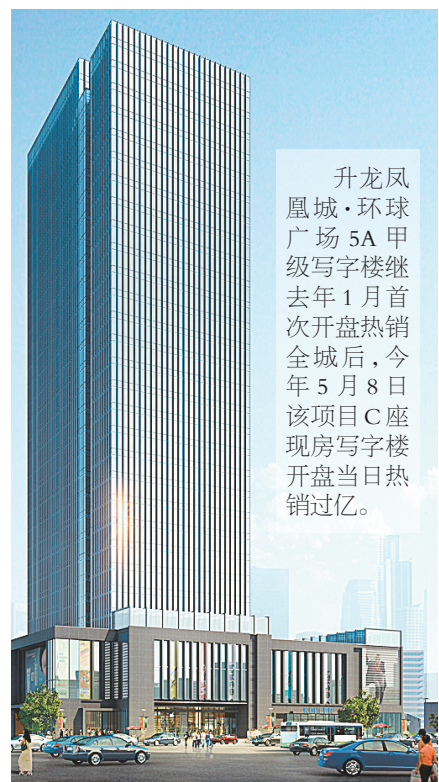 升龙凤
凰城·环球
广场5A甲
级写字楼继
去年1月首
次开盘热销
全城后，今
年5月8日
该项目C座
现房写字楼
开盘当日热
销过亿。